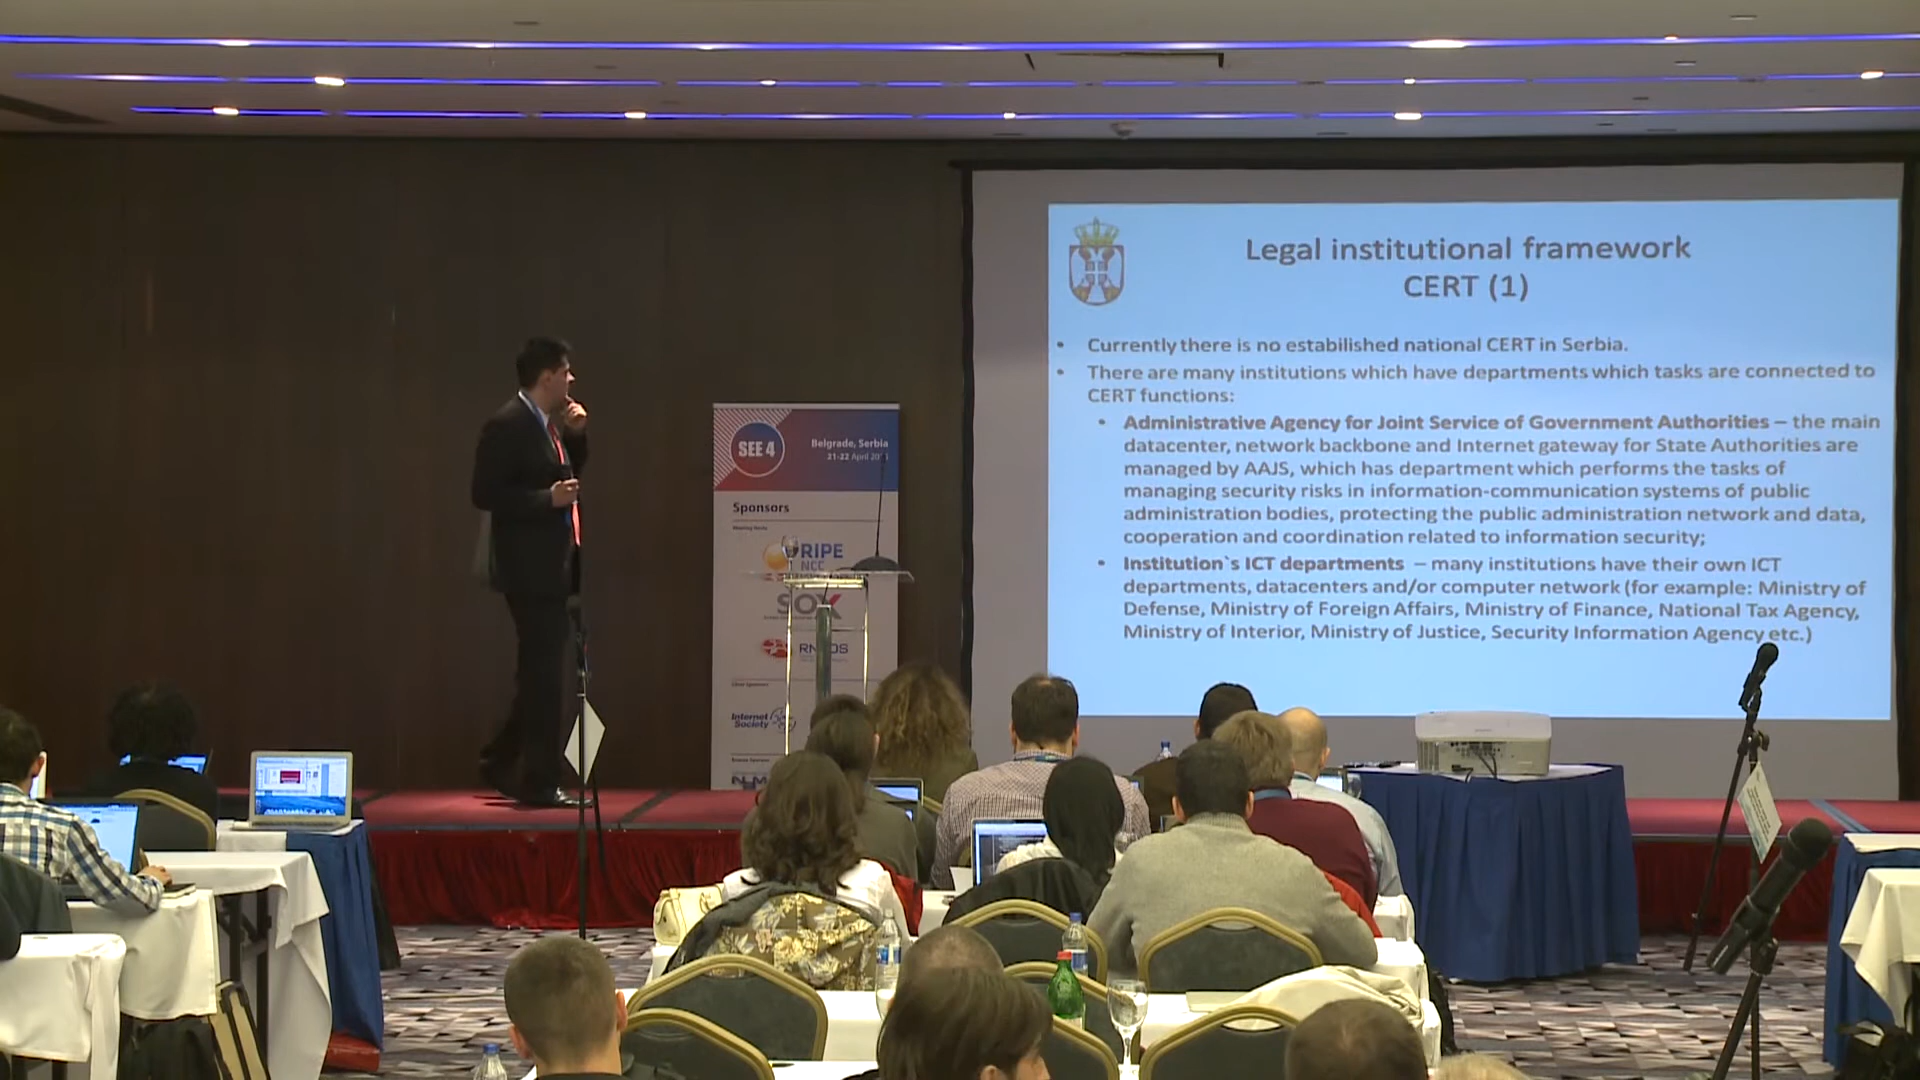 SEE 4
Belgrade, Serbia
21-22 April
Sponsors
RIPE
NCC
SOX
Internet
Society
Legal institutional framework
CERT (1)
• Currently there is no estabilished national CERT in Serbia.
• There are many institutions which have departments which tasks are connected to
CERT functions:
• Administrative Agency for Joint Service of Government Authorities – the main
datacenter, network backbone and Internet gateway for State Authorities are
managed by AAJS, which has department which performs the tasks of
managing security risks in information-communication systems of public
administration bodies, protecting the public administration network and data,
cooperation and coordination related to information security;
• Institution`s ICT departments – many institutions have their own ICT
departments, datacenters and/or computer network (for example: Ministry of
Defense, Ministry of Foreign Affairs, Ministry of Finance, National Tax Agency,
Ministry of Interior, Ministry of Justice, Security Information Agency etc.)